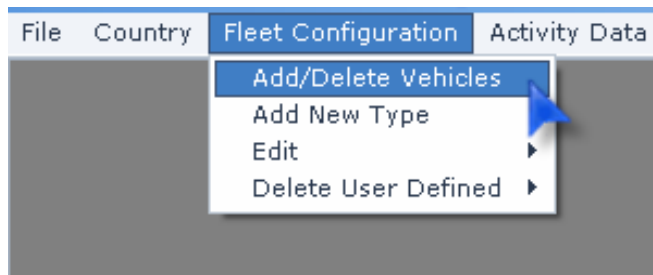 File Country Fleet Configuration Activity Data
Add/Delete Vehicles
Add New Type
Edit
Delete User Defined